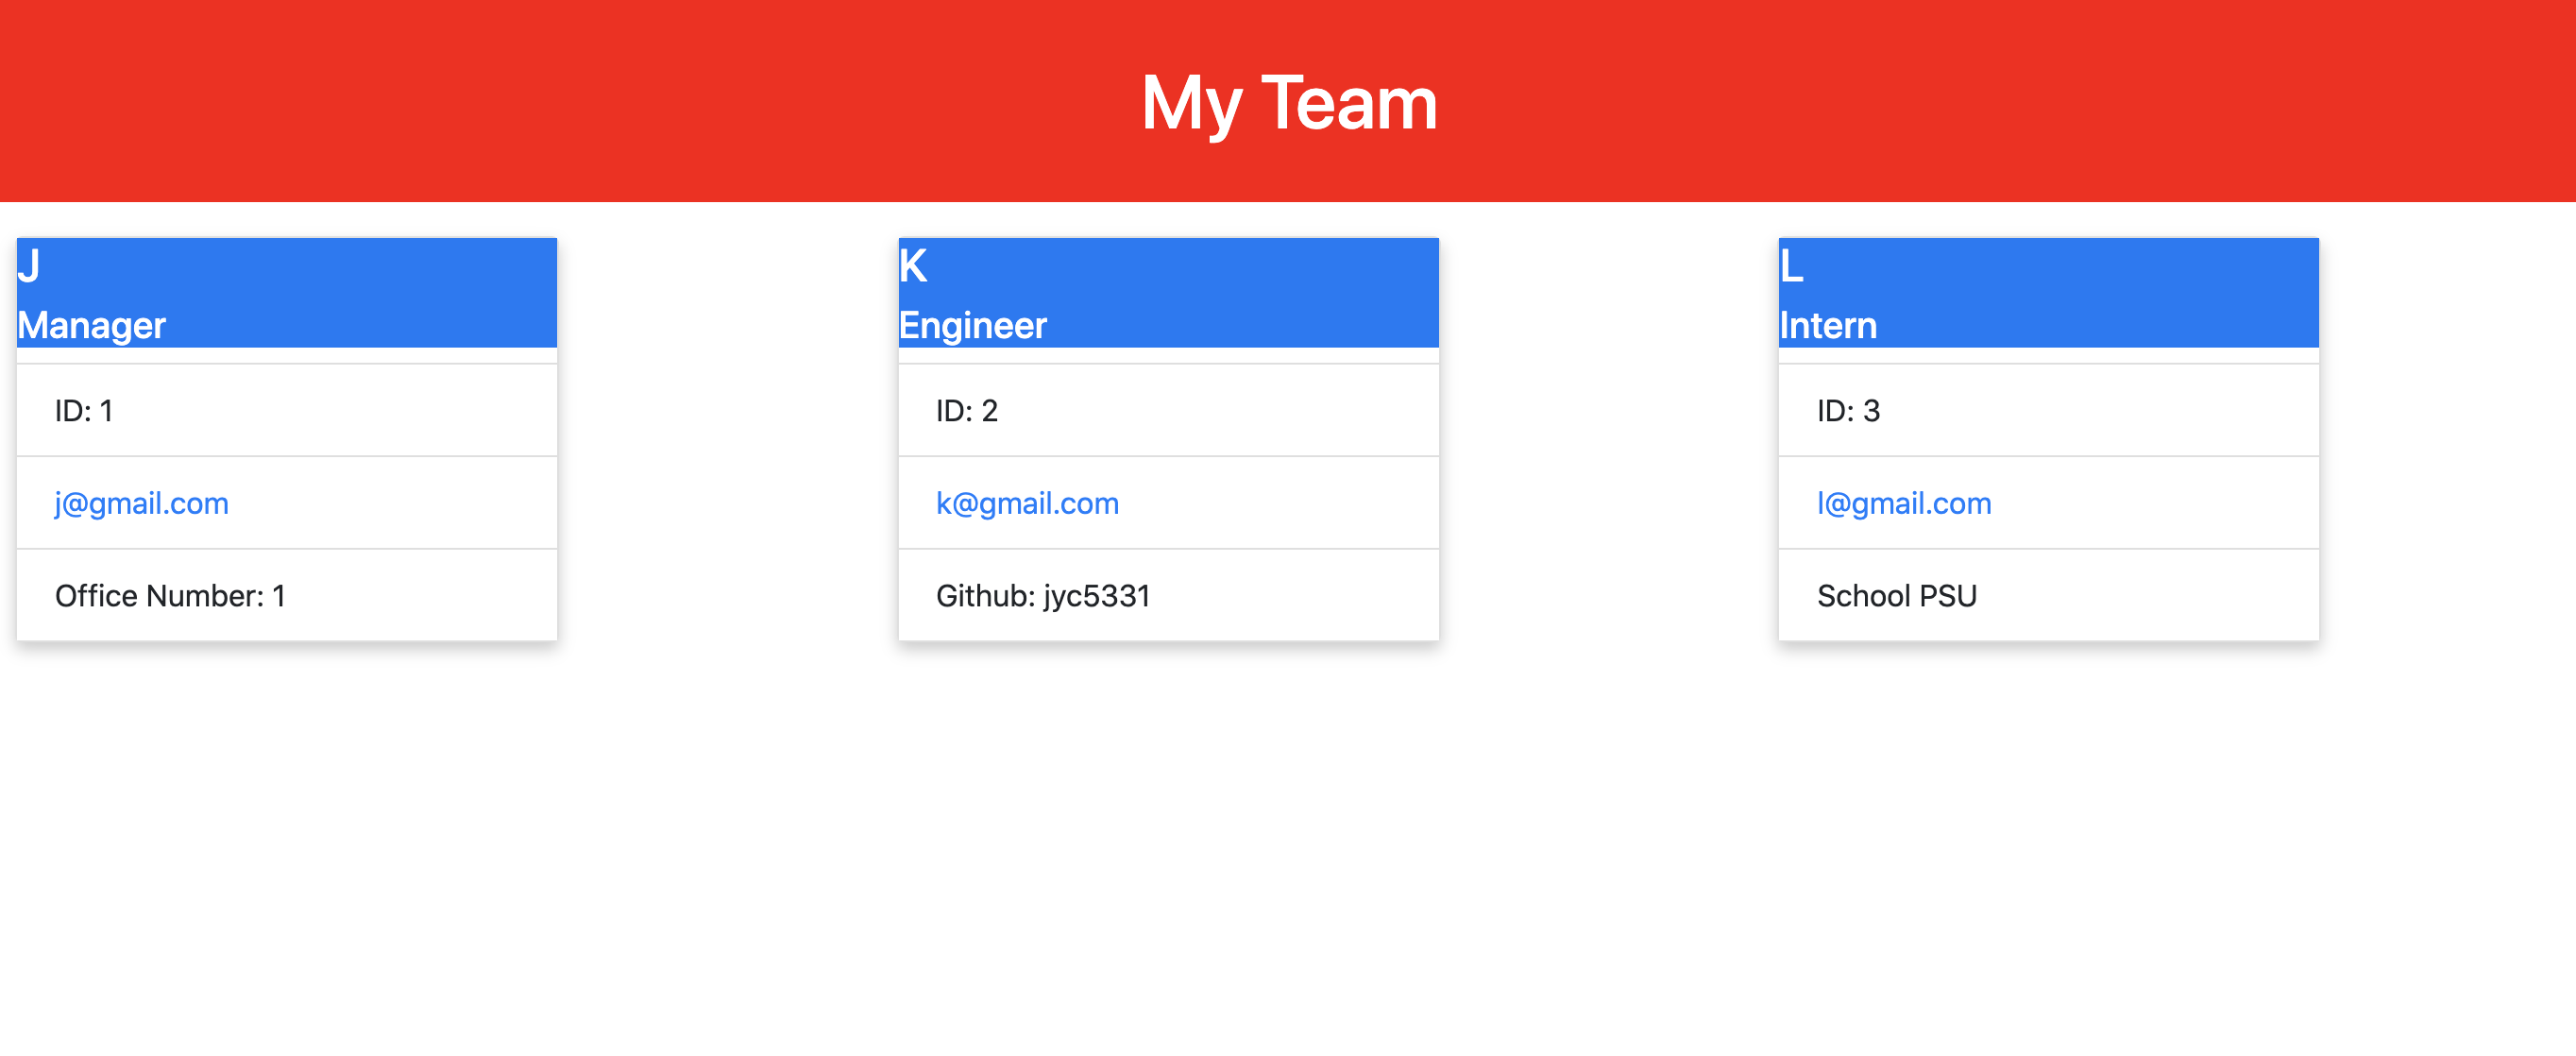 My Team
J
Manager
ID: 1
j@gmail.com
Office Number: 1
K
Engineer
ID: 2
k@gmail.com
Github: jyc5331
L
Intern
ID: 3
l@gmail.com
School PSU